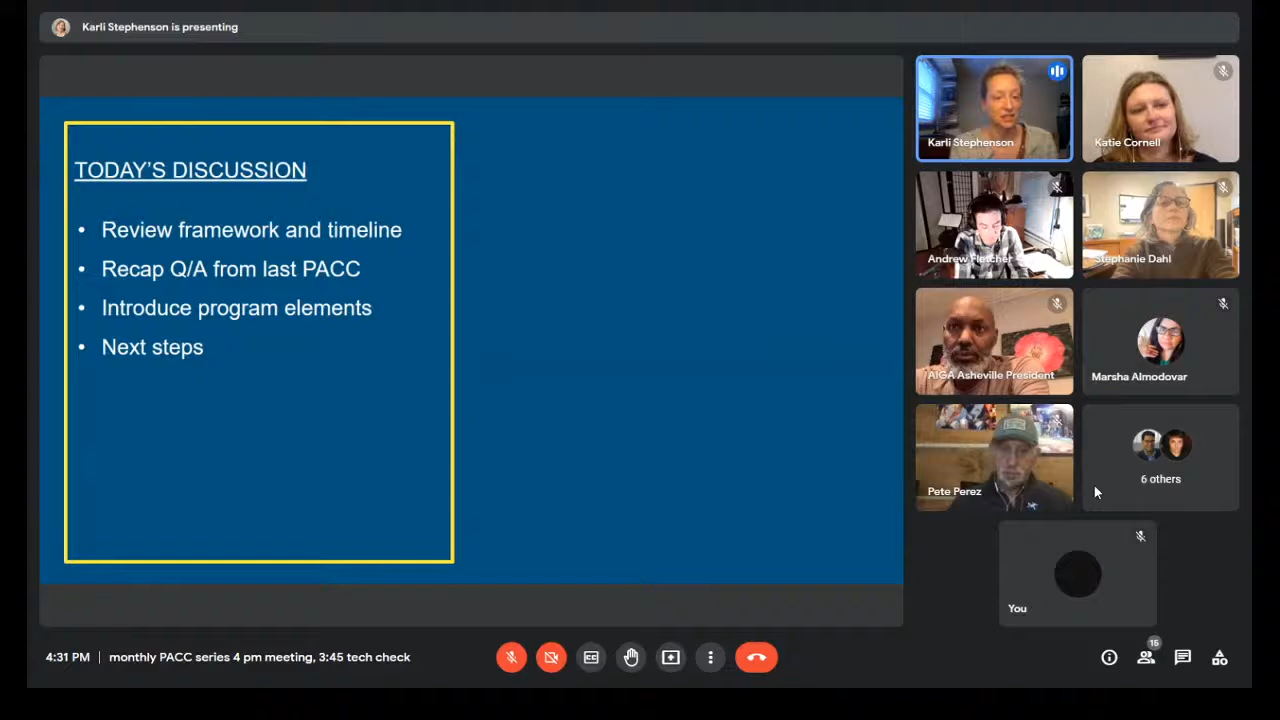 Karli Stephenson is presenting
TODAY'S DISCUSSION
• Review framework and timeline
• Recap Q/A from last PACC
• Introduce program elements
• Next steps
Karli Stephenson
Katie Cornell
Andrew Fletcher
Stephanie Dahl
AIGA Asheville President
Marsha Almodovar
Pete Perez
6 others
You
4:31 PM | monthly PACC series 4 pm meeting, 3:45 tech check
CC
15